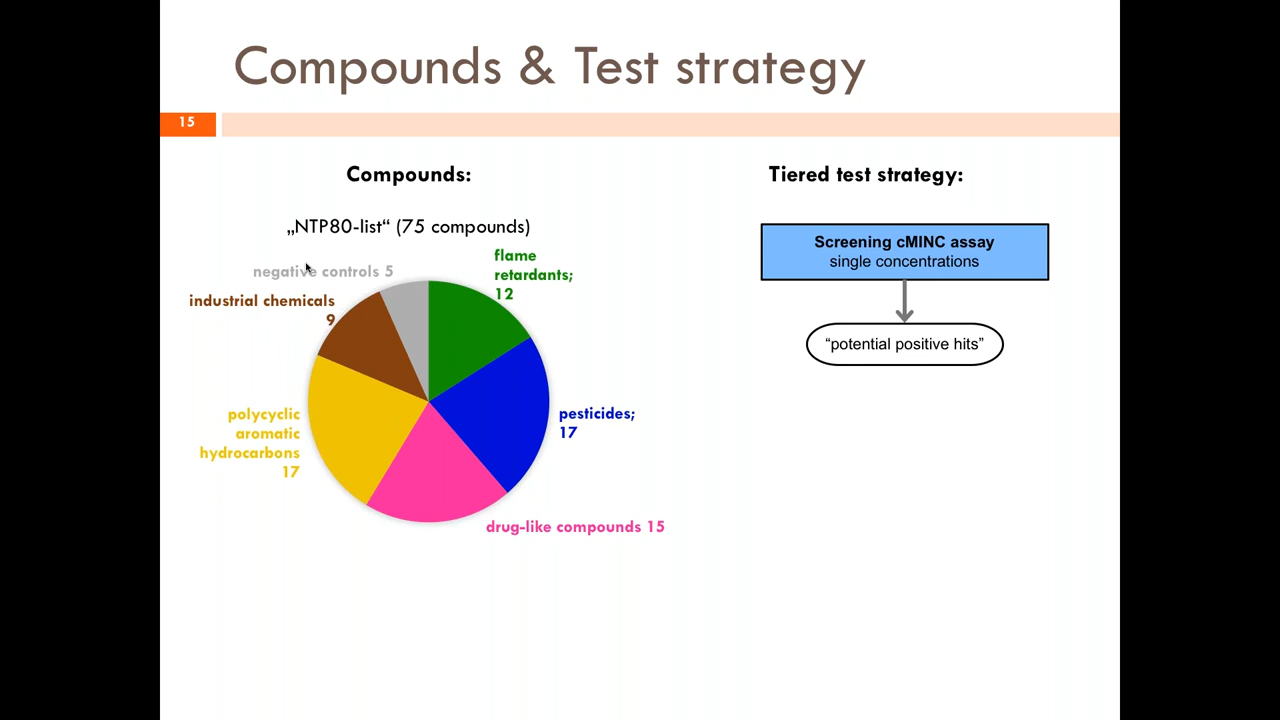 Compounds & Test strategy
15
Compounds:
„NTP80-list“ (75 compounds)
negative controls 5
flame
retardants;
12
industrial chemicals
9
polycyclic
aromatic
hydrocarbons
17
pesticides;
17
drug-like compounds 15
Tiered test strategy:
Screening cMINC assay
single concentrations
“potential positive hits”